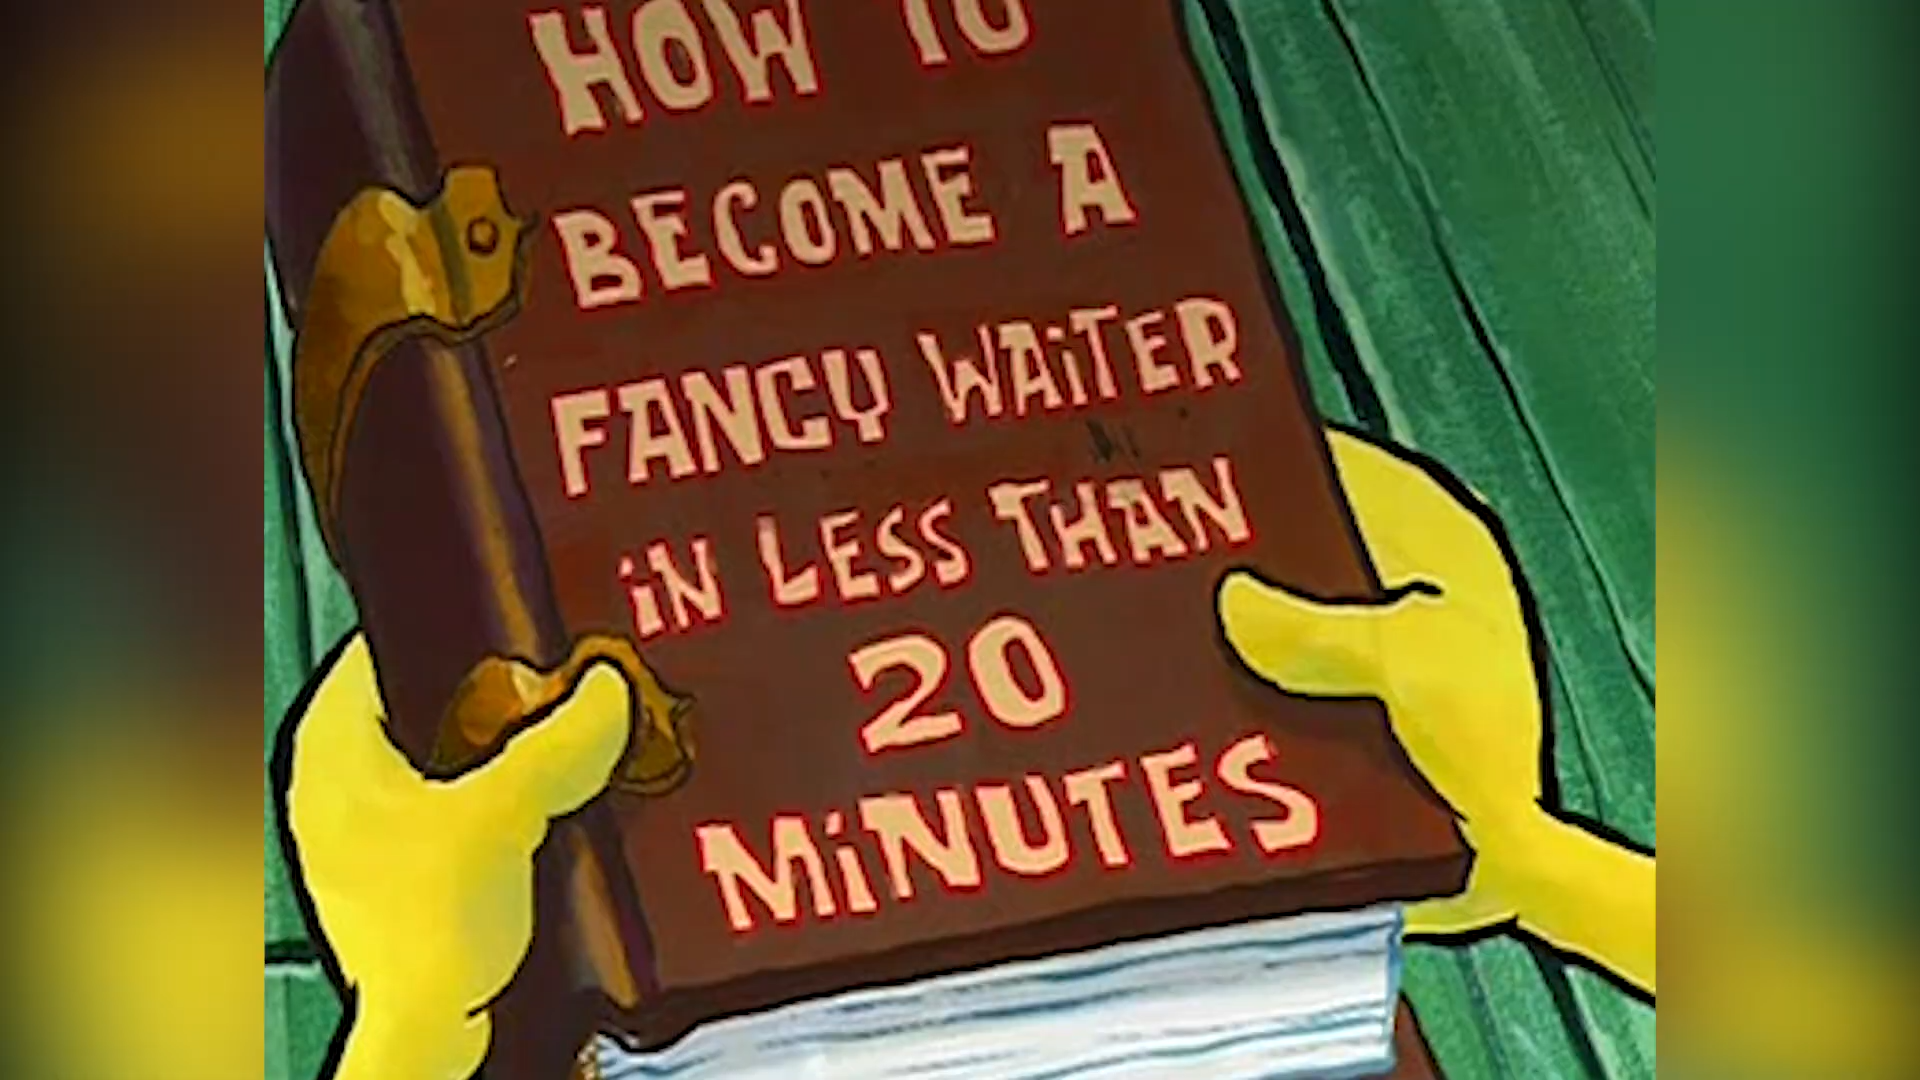 HOW TO
BECOME A
FANCY WAiTER
iN LESS THAN
20
MiNUTES